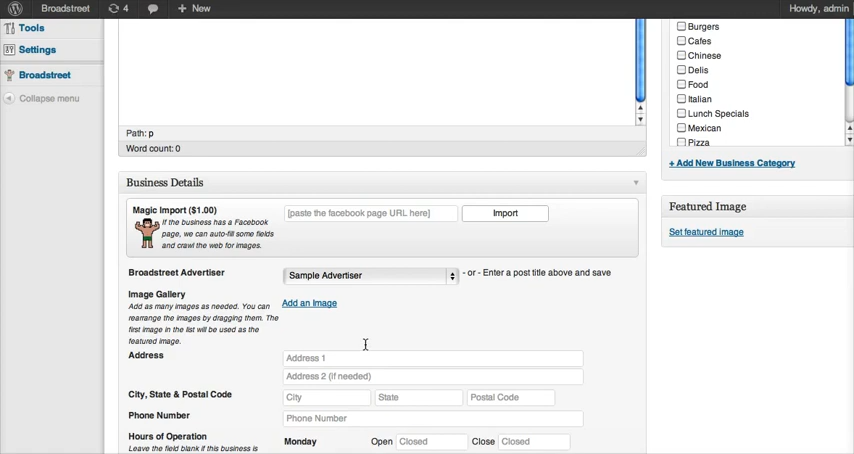 Broadstreet 4 New Howdy, admin
Tools
Settings
Broadstreet
Collapse menu
Path: p
Word count: 0
Business Details
Magic Import ($1.00)
If the business has a Facebook
page, we can auto-fill some fields
and crawl the web for images.
[paste the facebook page URL here] Import
Broadstreet Advertiser Sample Advertiser - or - Enter a post title above and save
Image Gallery
Add as many images as needed. You can
rearrange the images by dragging them. The
first image in the list will be used as the
featured image.
Add an Image
Address Address 1
Address 2 (if needed)
City, State & Postal Code City State Postal Code
Phone Number Phone Number
Hours of Operation Monday Open Closed Close Closed
Leave the field blank if this business is
Burgers
Cafes
Chinese
Delis
Food
Italian
Lunch Specials
Mexican
Pizza
+ Add New Business Category
Featured Image
Set featured image